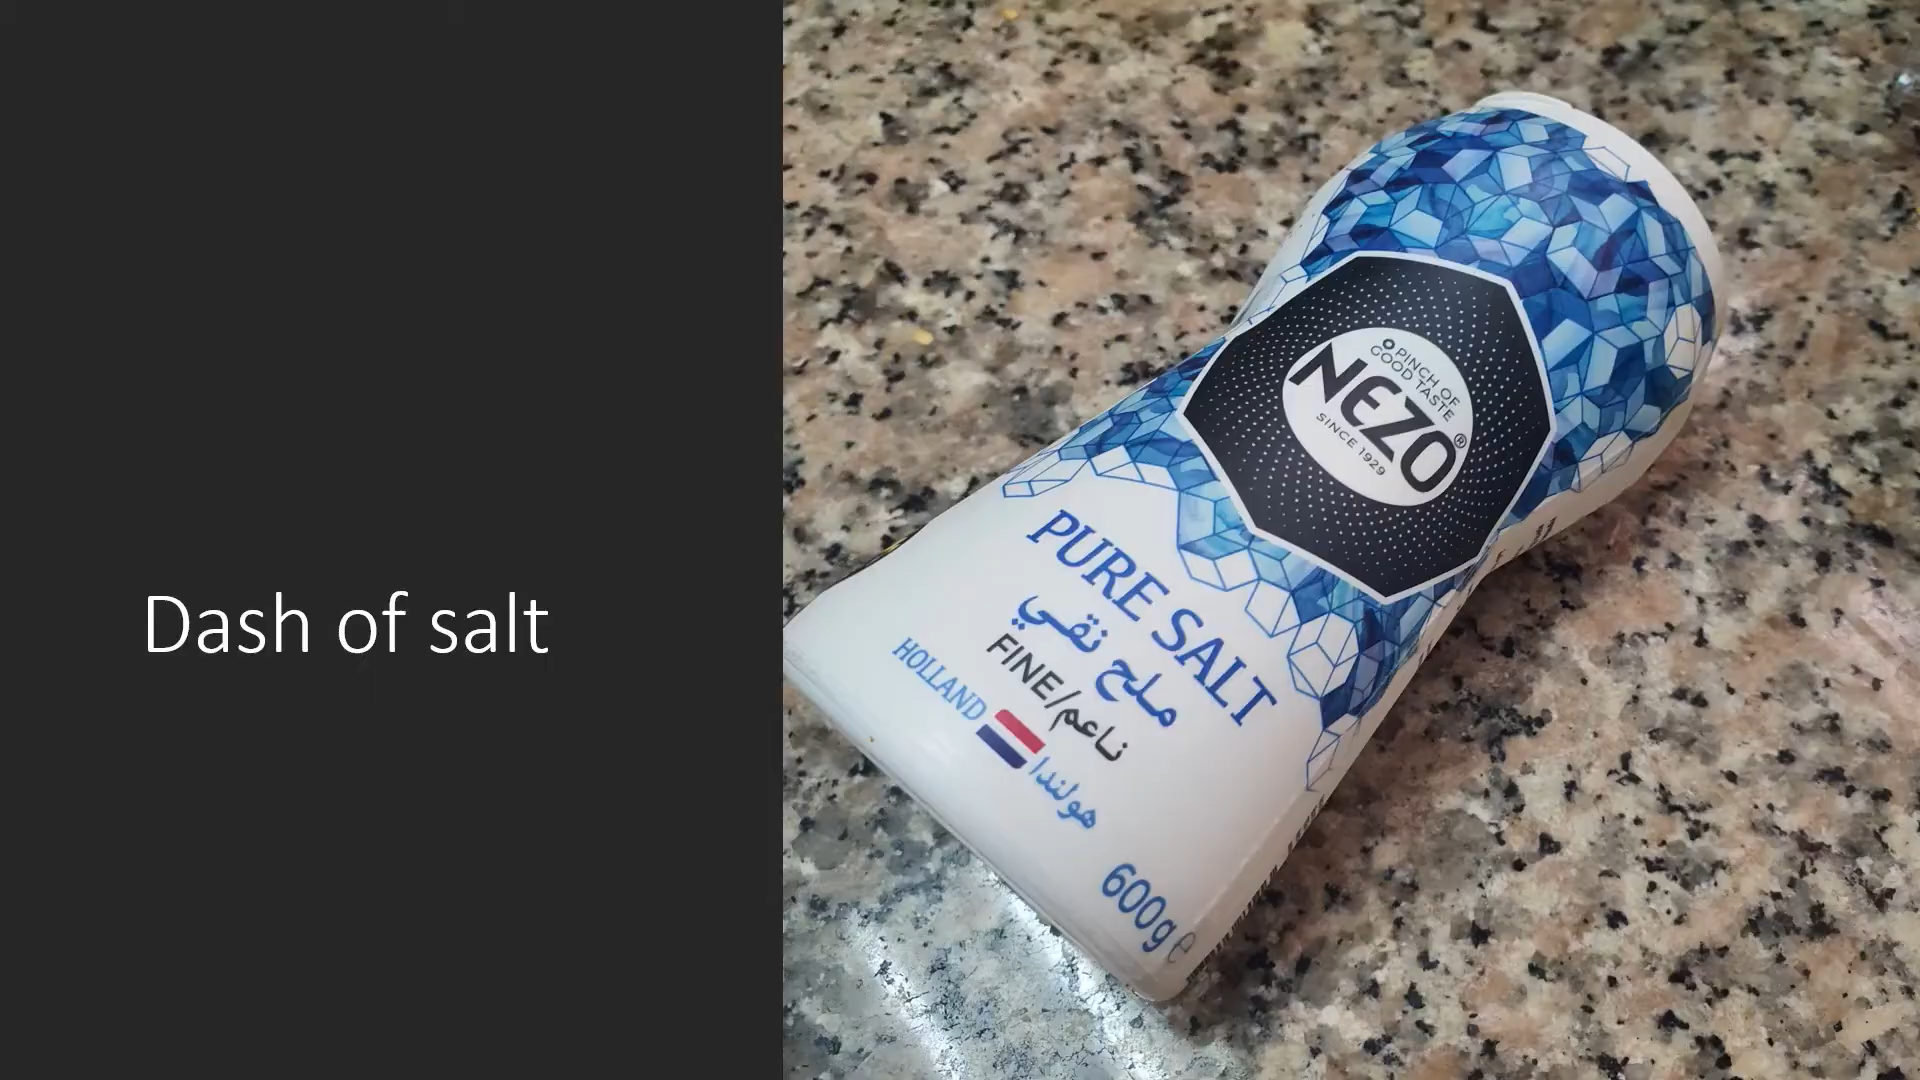 Dash of salt
PINCH OF
GOOD TASTE
NEZO®
SINCE 1929
PURE SALT
ملح نقي
FINE/ناعم
HOLLAND هولندا
600g e